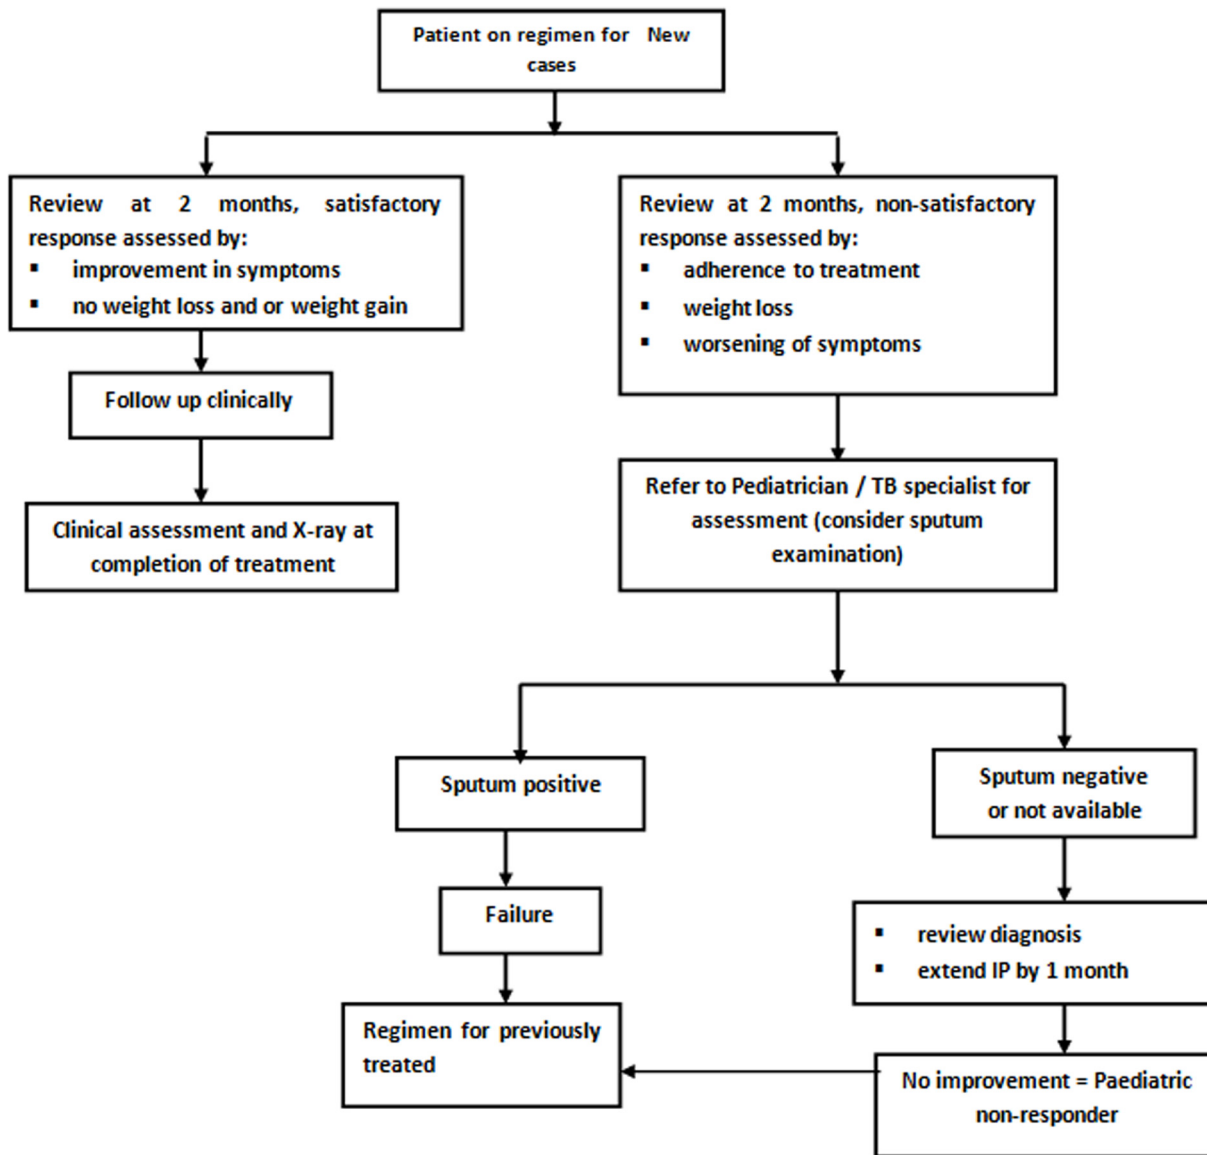 Patient on regimen for New
cases
Review at 2 months, satisfactory
response assessed by:
▪ improvement in symptoms
▪ no weight loss and or weight gain
Follow up clinically
Clinical assessment and X-ray at
completion of treatment
Review at 2 months, non-satisfactory
response assessed by:
▪ adherence to treatment
▪ weight loss
▪ worsening of symptoms
Refer to Pediatrician / TB specialist for
assessment (consider sputum
examination)
Sputum positive
Failure
Regimen for previously
treated
Sputum negative
or not available
▪ review diagnosis
▪ extend IP by 1 month
No improvement = Paediatric
non-responder